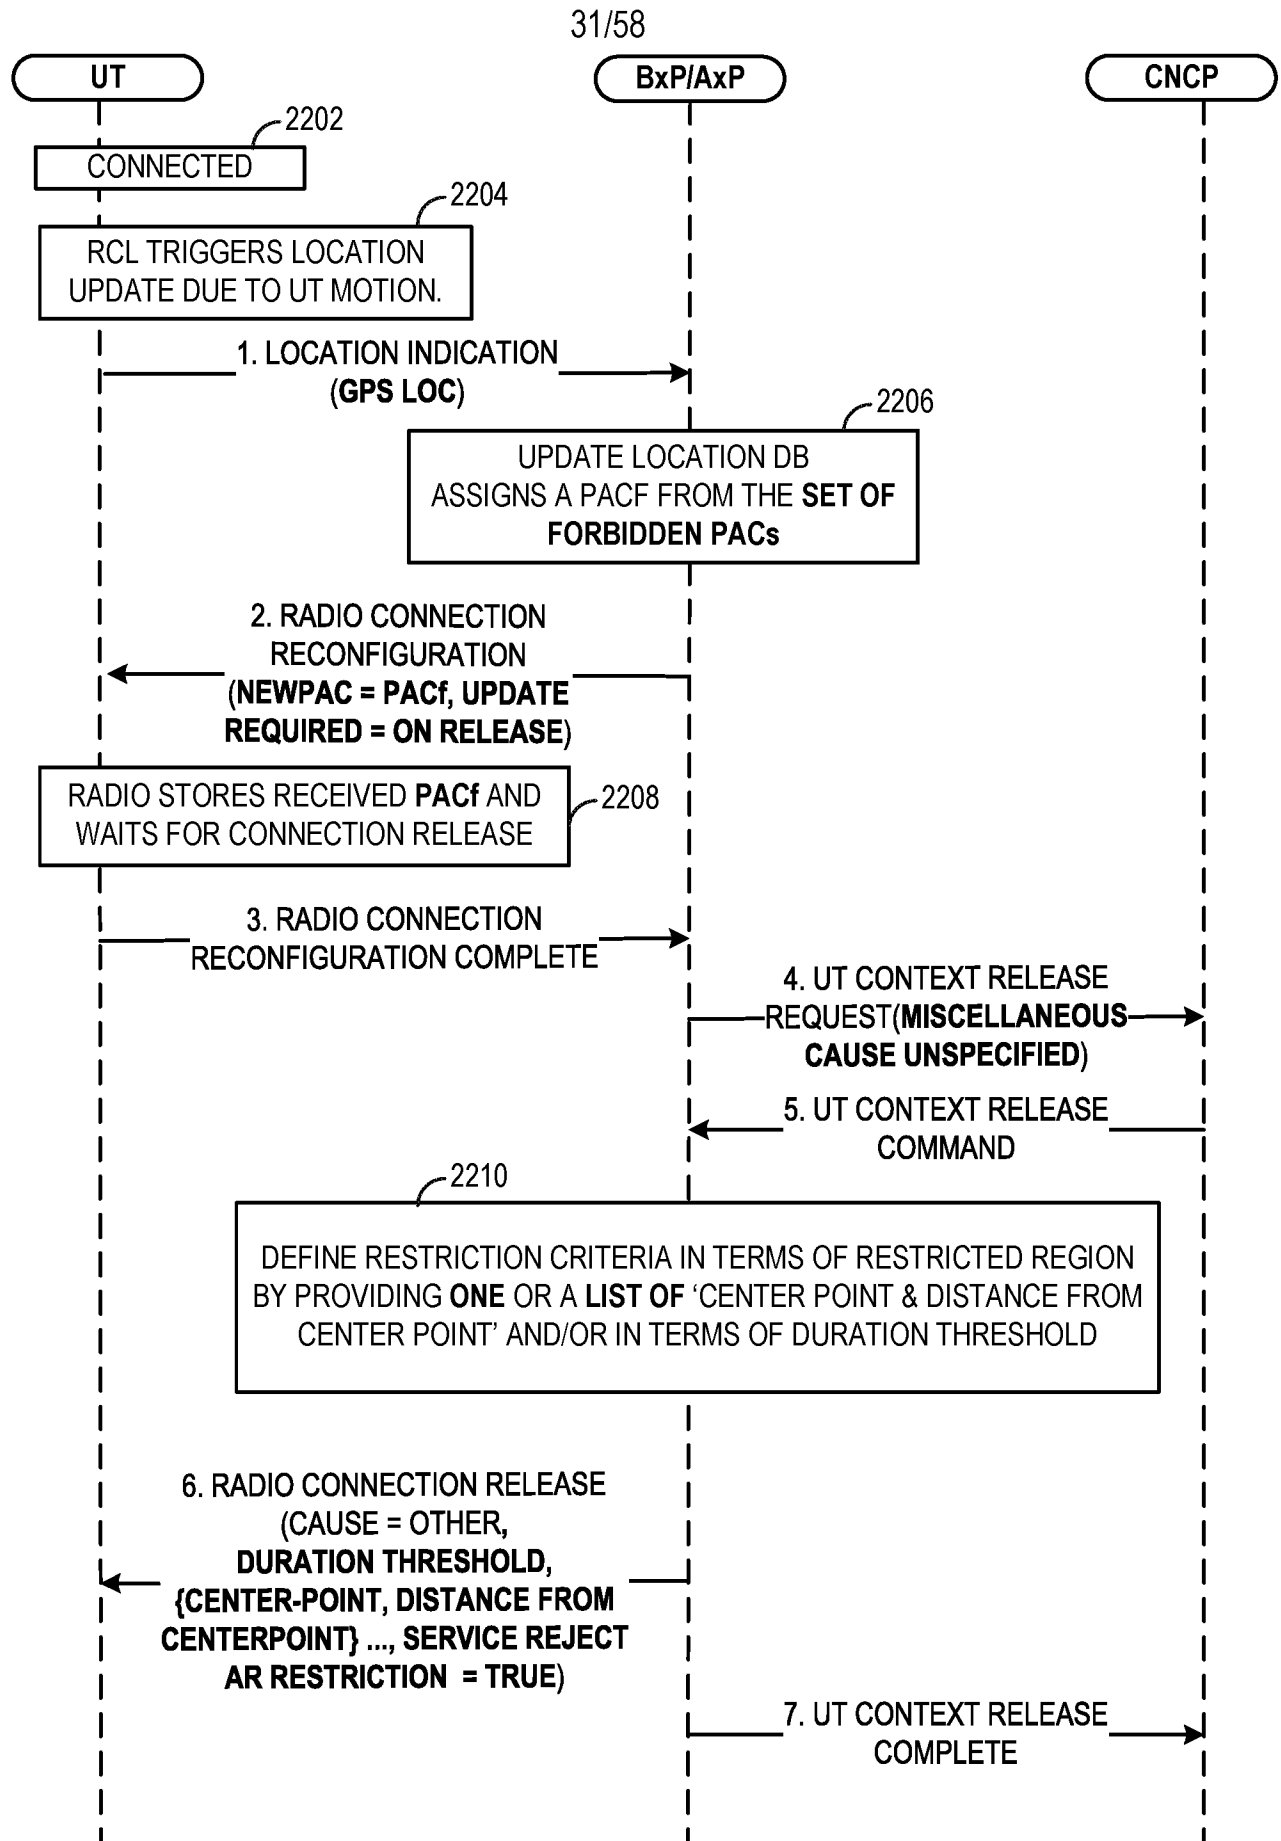 31/58
UT
BxP/AxP
CNCP
2202
CONNECTED
2204
RCL TRIGGERS LOCATION
UPDATE DUE TO UT MOTION.
1. LOCATION INDICATION
(GPS LOC)
2206
UPDATE LOCATION DB
ASSIGNS A PACF FROM THE SET OF
FORBIDDEN PACs
2. RADIO CONNECTION
RECONFIGURATION
(NEWPAC = PACf, UPDATE
REQUIRED = ON RELEASE)
RADIO STORES RECEIVED PACf AND
WAITS FOR CONNECTION RELEASE
2208
3. RADIO CONNECTION
RECONFIGURATION COMPLETE
4. UT CONTEXT RELEASE
REQUEST(MISCELLANEOUS
CAUSE UNSPECIFIED)
5. UT CONTEXT RELEASE
COMMAND
2210
DEFINE RESTRICTION CRITERIA IN TERMS OF RESTRICTED REGION
BY PROVIDING ONE OR A LIST OF ‘CENTER POINT & DISTANCE FROM
CENTER POINT’ AND/OR IN TERMS OF DURATION THRESHOLD
6. RADIO CONNECTION RELEASE
(CAUSE = OTHER,
DURATION THRESHOLD,
{CENTER-POINT, DISTANCE FROM
CENTERPOINT} ..., SERVICE REJECT
AR RESTRICTION = TRUE)
7. UT CONTEXT RELEASE
COMPLETE